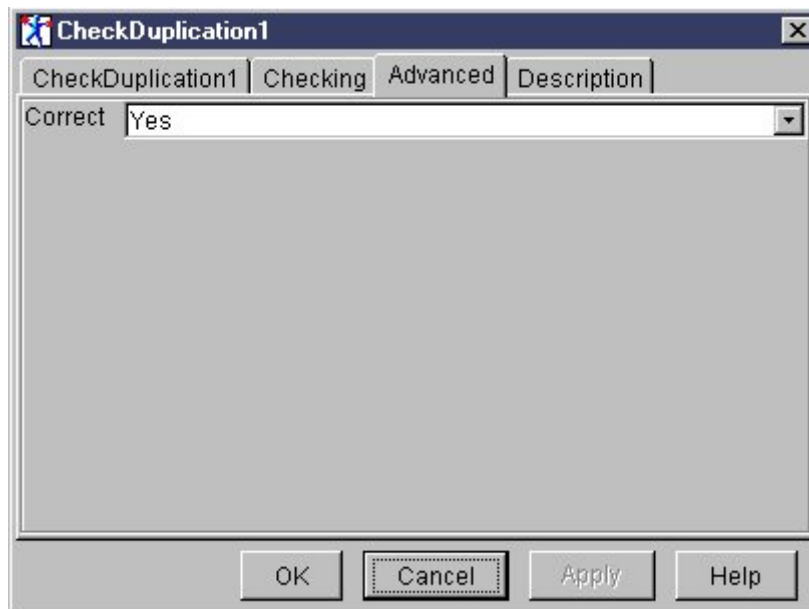 CheckDuplication1
CheckDuplication1 Checking Advanced Description
Correct Yes
OK Cancel Apply Help